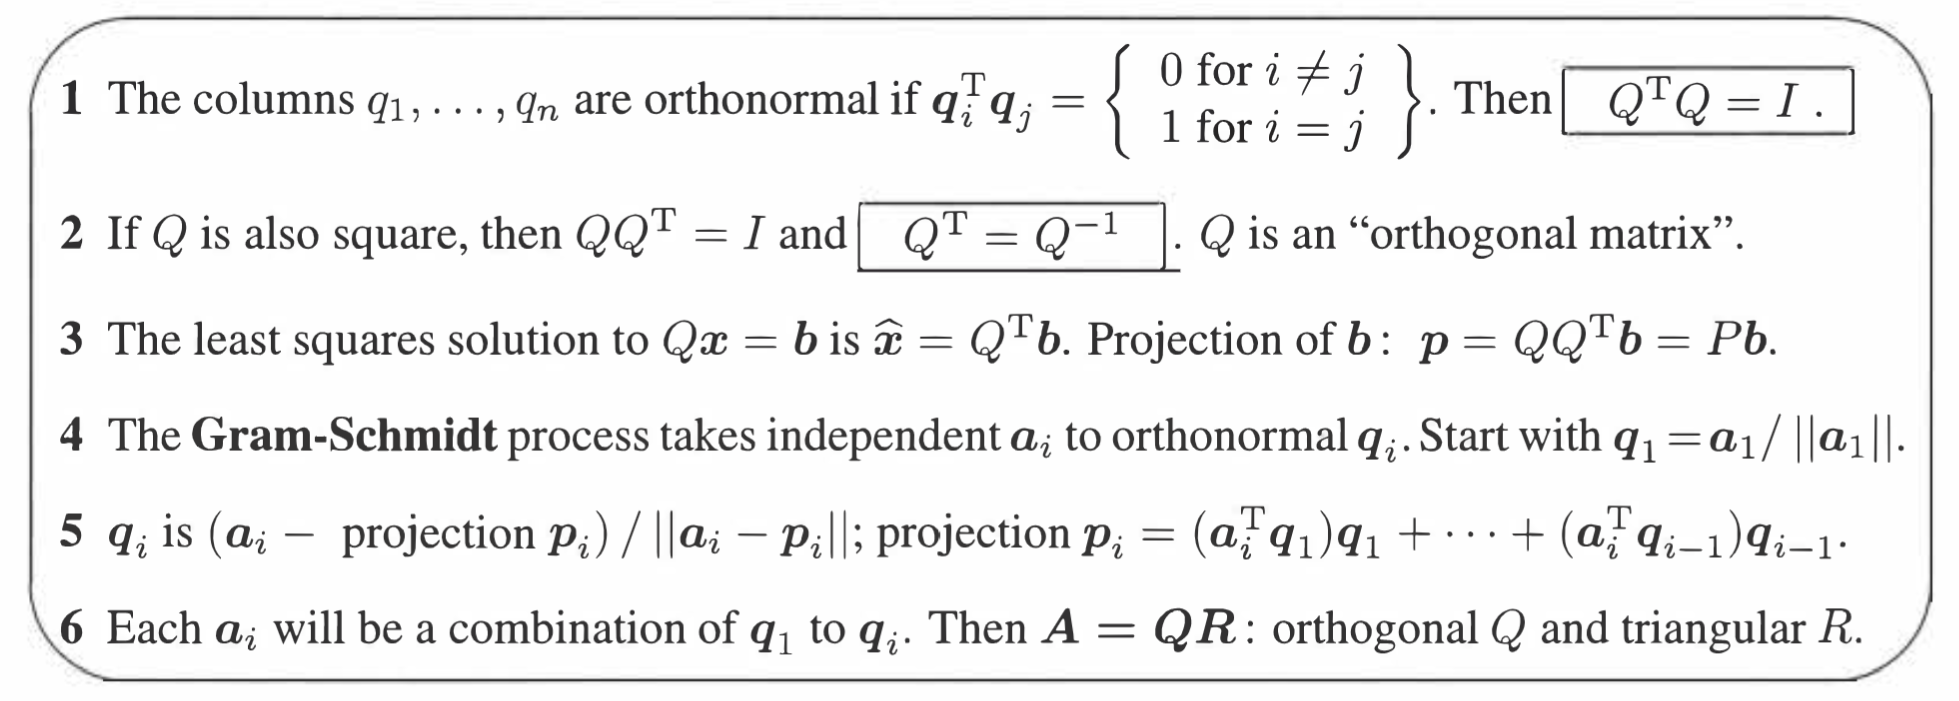 1 The columns q₁, . . . , qₙ are orthonormal if qᵢᵀqⱼ = { 0 for i ≠ j 1 for i = j }. Then QᵀQ = I .
2 If Q is also square, then QQᵀ = I and Qᵀ = Q⁻¹ . Q is an “orthogonal matrix”.
3 The least squares solution to Qx = b is x̂ = Qᵀb. Projection of b : p = QQᵀb = Pb.
4 The Gram-Schmidt process takes independent aᵢ to orthonormal qᵢ. Start with q₁ = a₁/ ||a₁||.
5 qᵢ is (aᵢ − projection pᵢ) / ||aᵢ − pᵢ||; projection pᵢ = (aᵢᵀq₁)q₁ + · · · + (aᵢᵀqᵢ₋₁)qᵢ₋₁.
6 Each aᵢ will be a combination of q₁ to qᵢ. Then A = QR : orthogonal Q and triangular R.